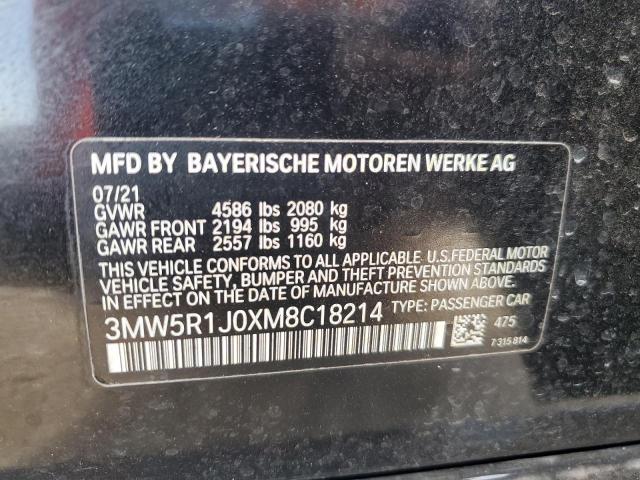 MFD BY BAYERISCHE MOTOREN WERKE AG
07/21
GVWR 4586 lbs 2080 kg
GAWR FRONT 2194 lbs 995 kg
GAWR REAR 2557 lbs 1160 kg
THIS VEHICLE CONFORMS TO ALL APPLICABLE U.S.FEDERAL MOTOR
VEHICLE SAFETY, BUMPER AND THEFT PREVENTION STANDARDS
IN EFFECT ON THE DATE OF MANUFACTURE SHOWN ABOVE.
3MW5R1J0XM8C18214 TYPE: PASSENGER CAR
475
7 315 814